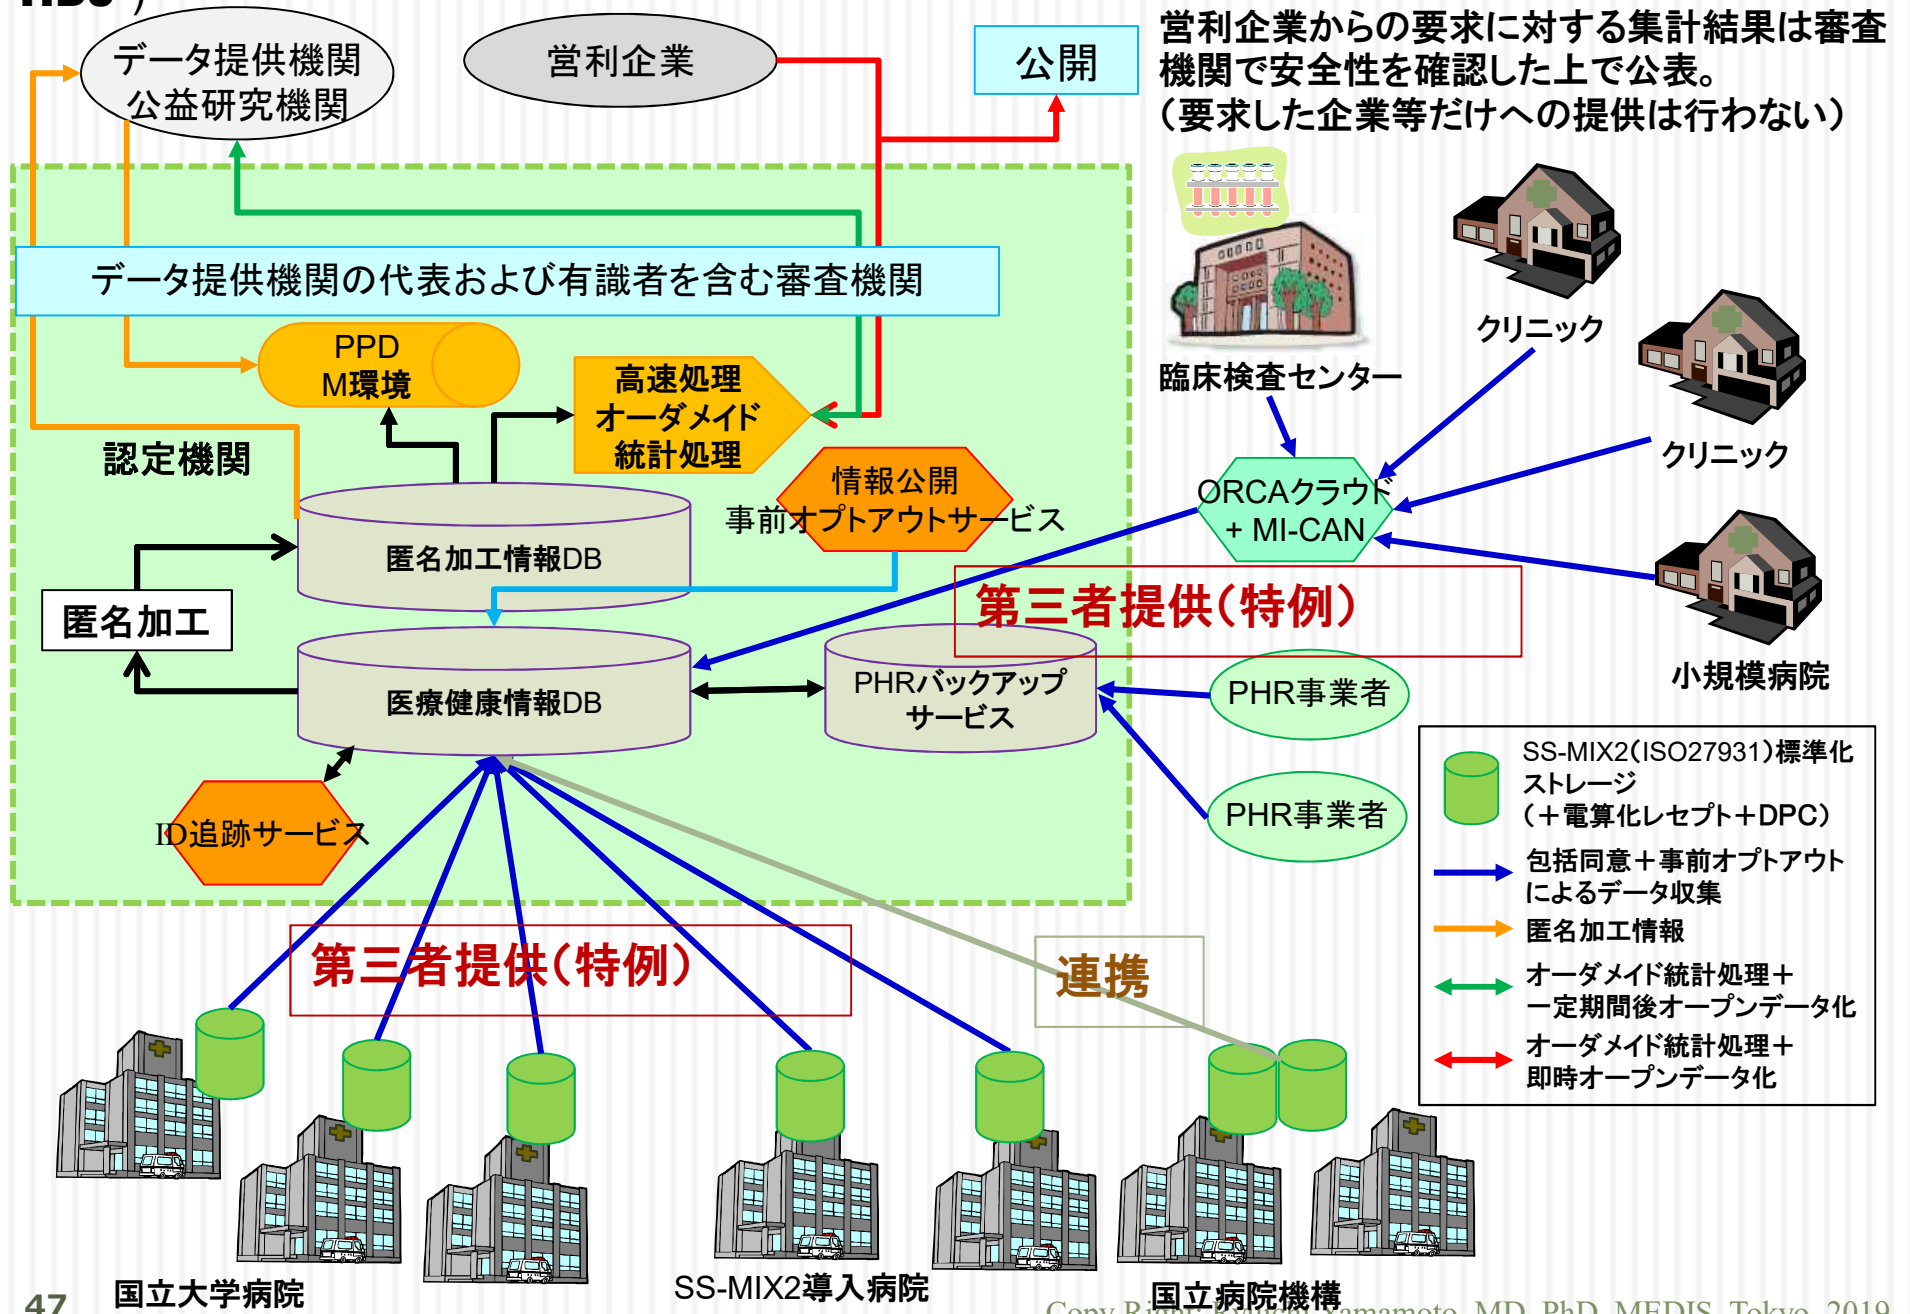 データ提供機関
公益研究機関
営利企業
公開
営利企業からの要求に対する集計結果は審査
機関で安全性を確認した上で公表。
（要求した企業等だけへの提供は行わない）
データ提供機関の代表および有識者を含む審査機関
PPD
M環境
高速処理
オーダメイド
統計処理
認定機関
情報公開
事前オプトアウトサービス
匿名加工情報DB
匿名加工
医療健康情報DB
PHRバックアップ
サービス
ID追跡サービス
臨床検査センター
クリニック
クリニック
ORCAクラウド
+ MI-CAN
小規模病院
第三者提供（特例）
PHR事業者
PHR事業者
SS-MIX2（ISO27931）標準化
ストレージ
（＋電算化レセプト＋DPC）
包括同意＋事前オプトアウト
によるデータ収集
匿名加工情報
オーダメイド統計処理＋
一定期間後オープンデータ化
オーダメイド統計処理＋
即時オープンデータ化
第三者提供（特例）
連携
国立大学病院
SS-MIX2導入病院
国立病院機構
47
Copy Right: Ryuichi Yamamoto, MD, PhD, MEDIS, Tokyo, 2019